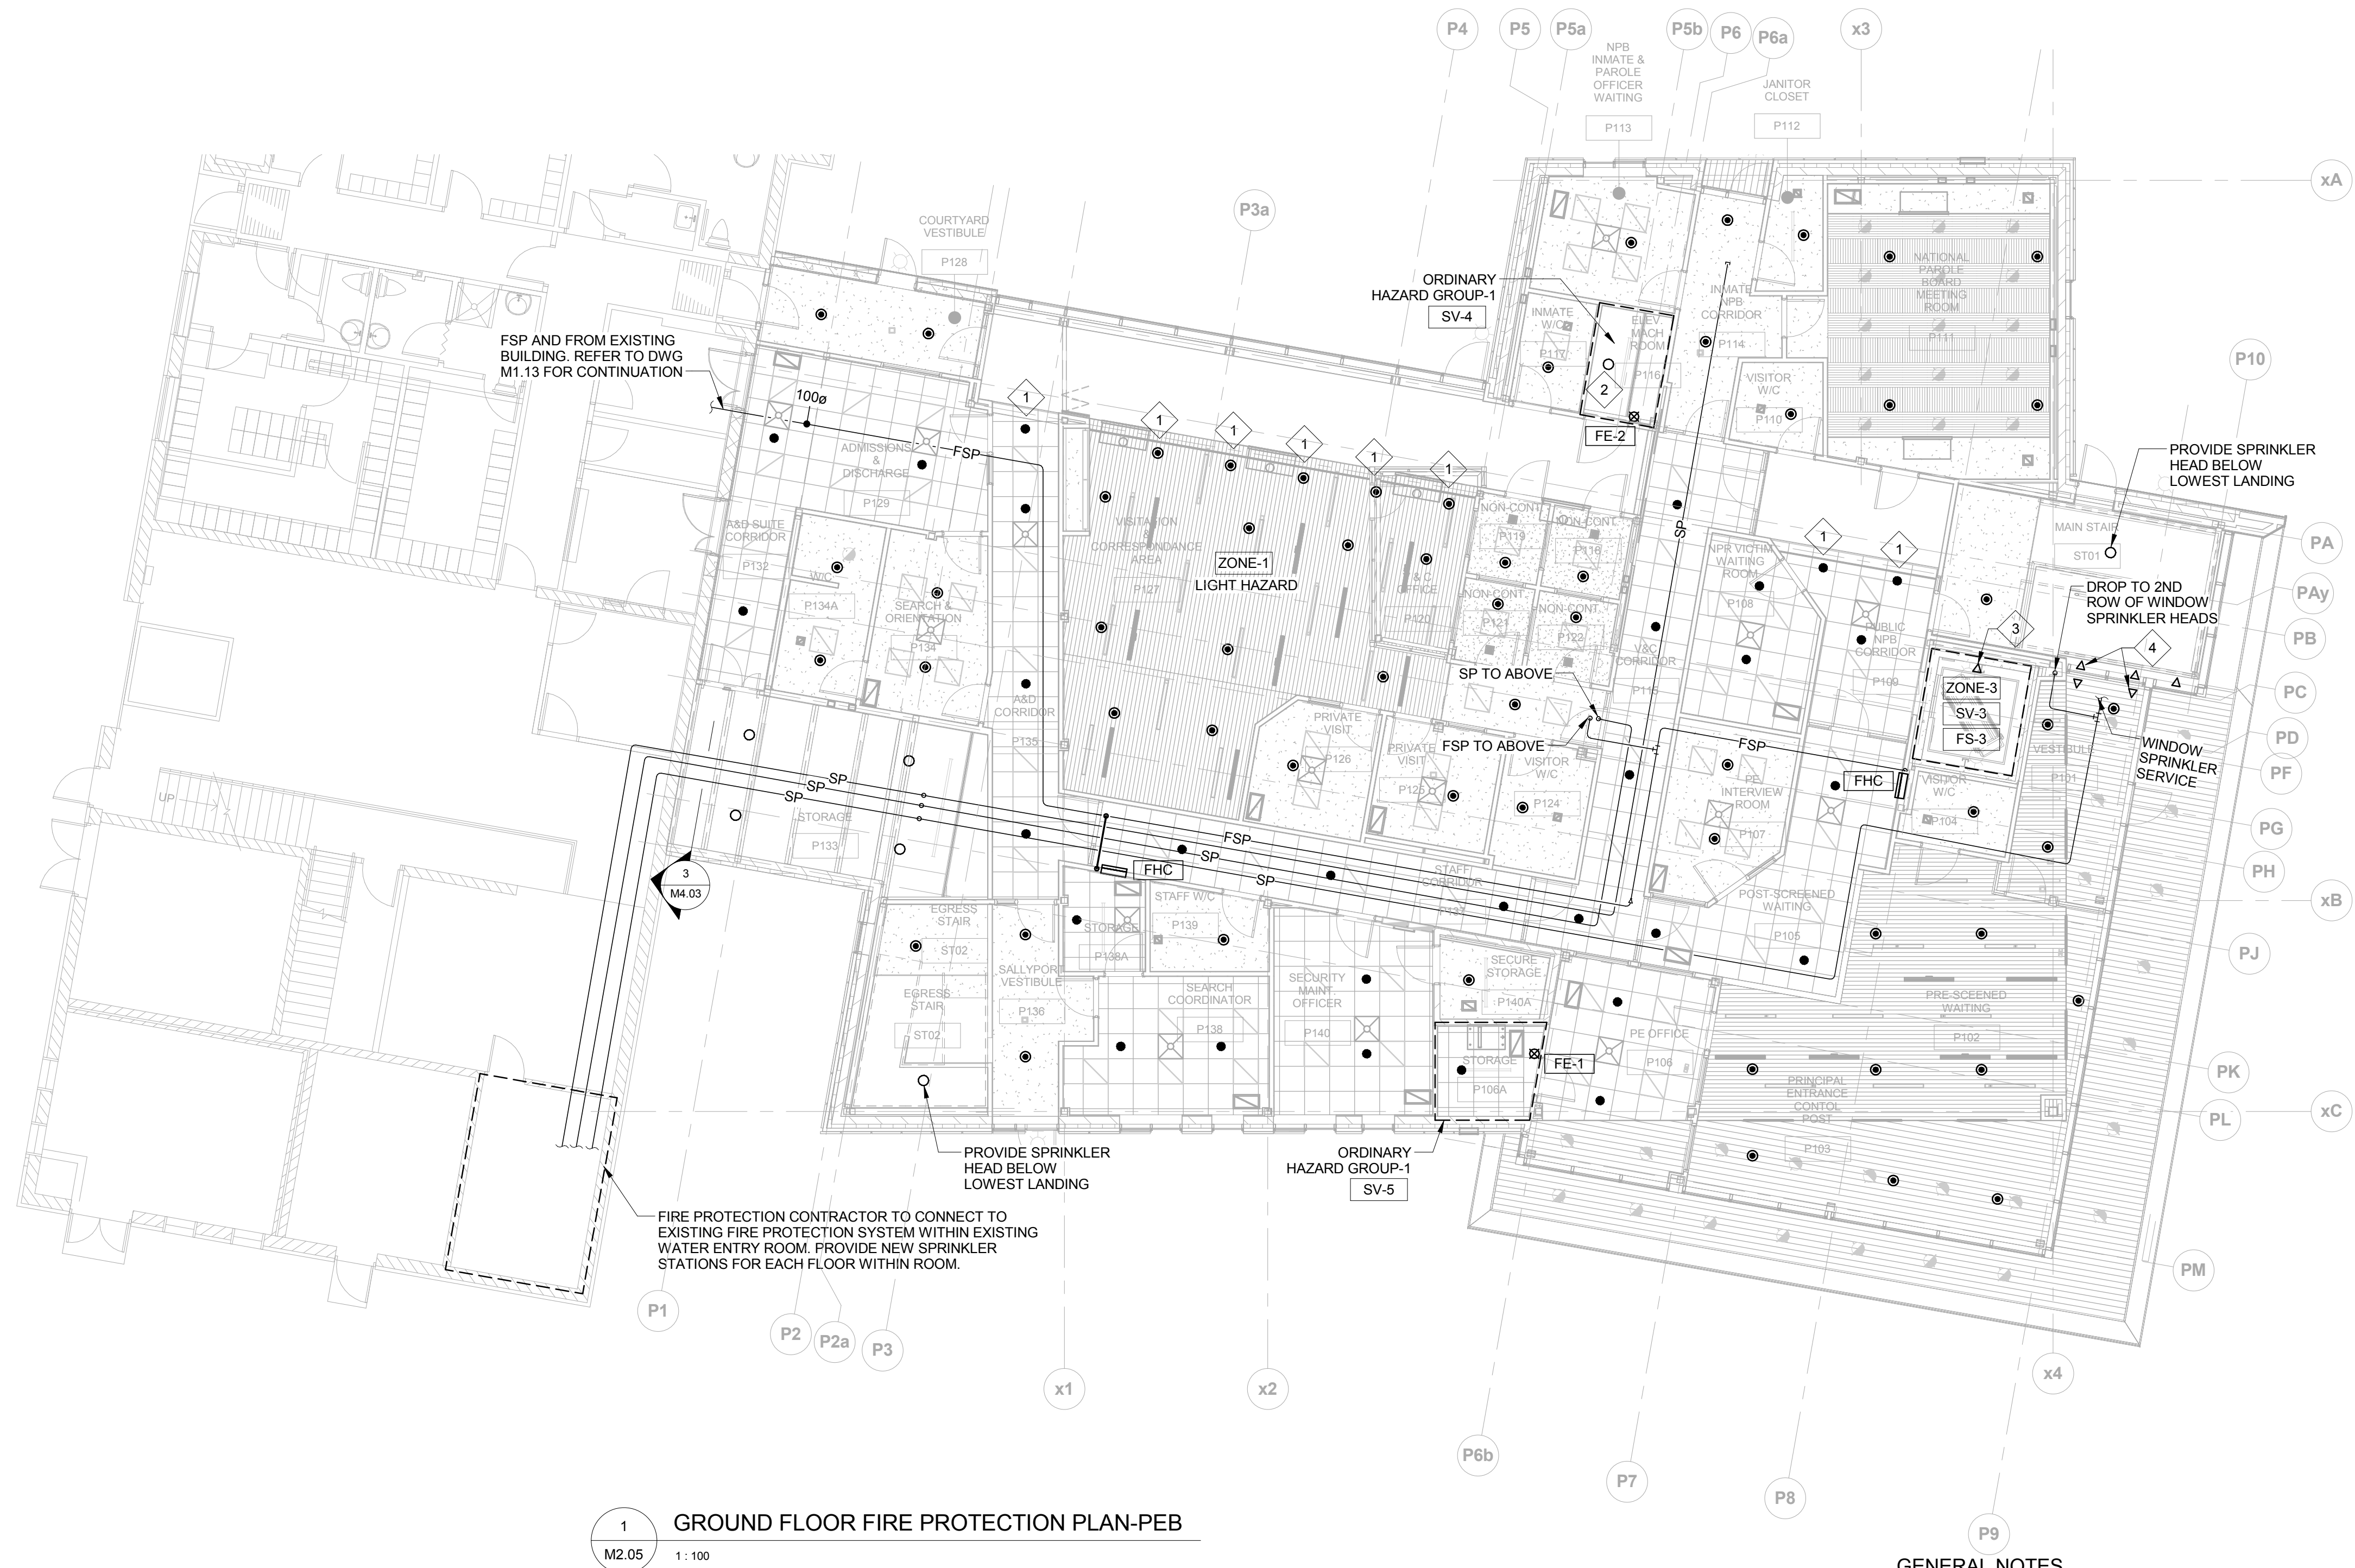 P4
P5
P5a
P5b
P6
P6a
x3
NPB
INMATE &
PAROLE
OFFICER
WAITING
P113
JANITOR
CLOSET
P112
xA
P3a
COURTYARD
VESTIBULE
P128
ORDINARY
HAZARD GROUP-1
SV-4
INMATE
W/C
P117
ELEV
MACH
ROOM
P116
2
FE-2
INMATE
NPB
CORRIDOR
P114
VISITOR
W/C
P110
NATIONAL
PAROLE
BOARD
MEETING
ROOM
P111
P10
FSP AND FROM EXISTING
BUILDING. REFER TO DWG
M1.13 FOR CONTINUATION
100ø
FSP
ADMISSIONS
&
DISCHARGE
P129
1
1
1
1
1
1
PROVIDE SPRINKLER
HEAD BELOW
LOWEST LANDING
MAIN STAIR
ST01
PA
PAy
PB
PC
PD
PF
PG
PH
xB
PJ
PK
PL
xC
PM
A&D SUITE
CORRIDOR
P132
W/C
P134A
SEARCH &
ORIENTATION
P134
VISITATION
&
CORRESPONDANCE
AREA
P127
ZONE-1
LIGHT HAZARD
& C
OFFICE
P120
NON-CONT.
P119
NON-CONT.
P118
NON-CONT.
P121
NON-CONT.
P122
SP
NPR VICTIM
WAITING
ROOM
P108
1
1
PUBLIC
NPB
CORRIDOR
P109
DROP TO 2ND
ROW OF WINDOW
SPRINKLER HEADS
3
4
ZONE-3
SV-3
FS-3
WINDOW
SPRINKLER
SERVICE
VESTIBULE
P101
V&C
CORRIDOR
P115
SP TO ABOVE
FSP TO ABOVE
FSP
FHC
VISITOR
W/C
P104
A&D
CORRIDOR
P135
PRIVATE
VISIT
P126
PRIVATE
VISIT
P125
VISITOR
W/C
P124
PE
INTERVIEW
ROOM
P107
UP
SP
SP
SP
STORAGE
P133
3
M4.03
FSP
SP
SP
FHC
STAFF
CORRIDOR
P137
POST-SCREENED
WAITING
P105
EGRESS
STAIR
ST02
EGRESS
STAIR
ST02
SALLYPORT
VESTIBULE
P136
STORAGE
P138A
STAFF W/C
P139
SEARCH
COORDINATOR
P138
SECURITY
MAINT.
OFFICER
P140
SECURE
STORAGE
P140A
STORAGE
P106A
FE-1
PE OFFICE
P106
PRE-SCEENED
WAITING
P102
PRINCIPAL
ENTRANCE
CONTOL
POST
P103
PROVIDE SPRINKLER
HEAD BELOW
LOWEST LANDING
ORDINARY
HAZARD GROUP-1
SV-5
FIRE PROTECTION CONTRACTOR TO CONNECT TO
EXISTING FIRE PROTECTION SYSTEM WITHIN EXISTING
WATER ENTRY ROOM. PROVIDE NEW SPRINKLER
STATIONS FOR EACH FLOOR WITHIN ROOM.
P1
P2
P2a
P3
x1
x2
P6b
P7
P8
P9
x4
1
M2.05
GROUND FLOOR FIRE PROTECTION PLAN-PEB
1 : 100
GENERAL NOTES